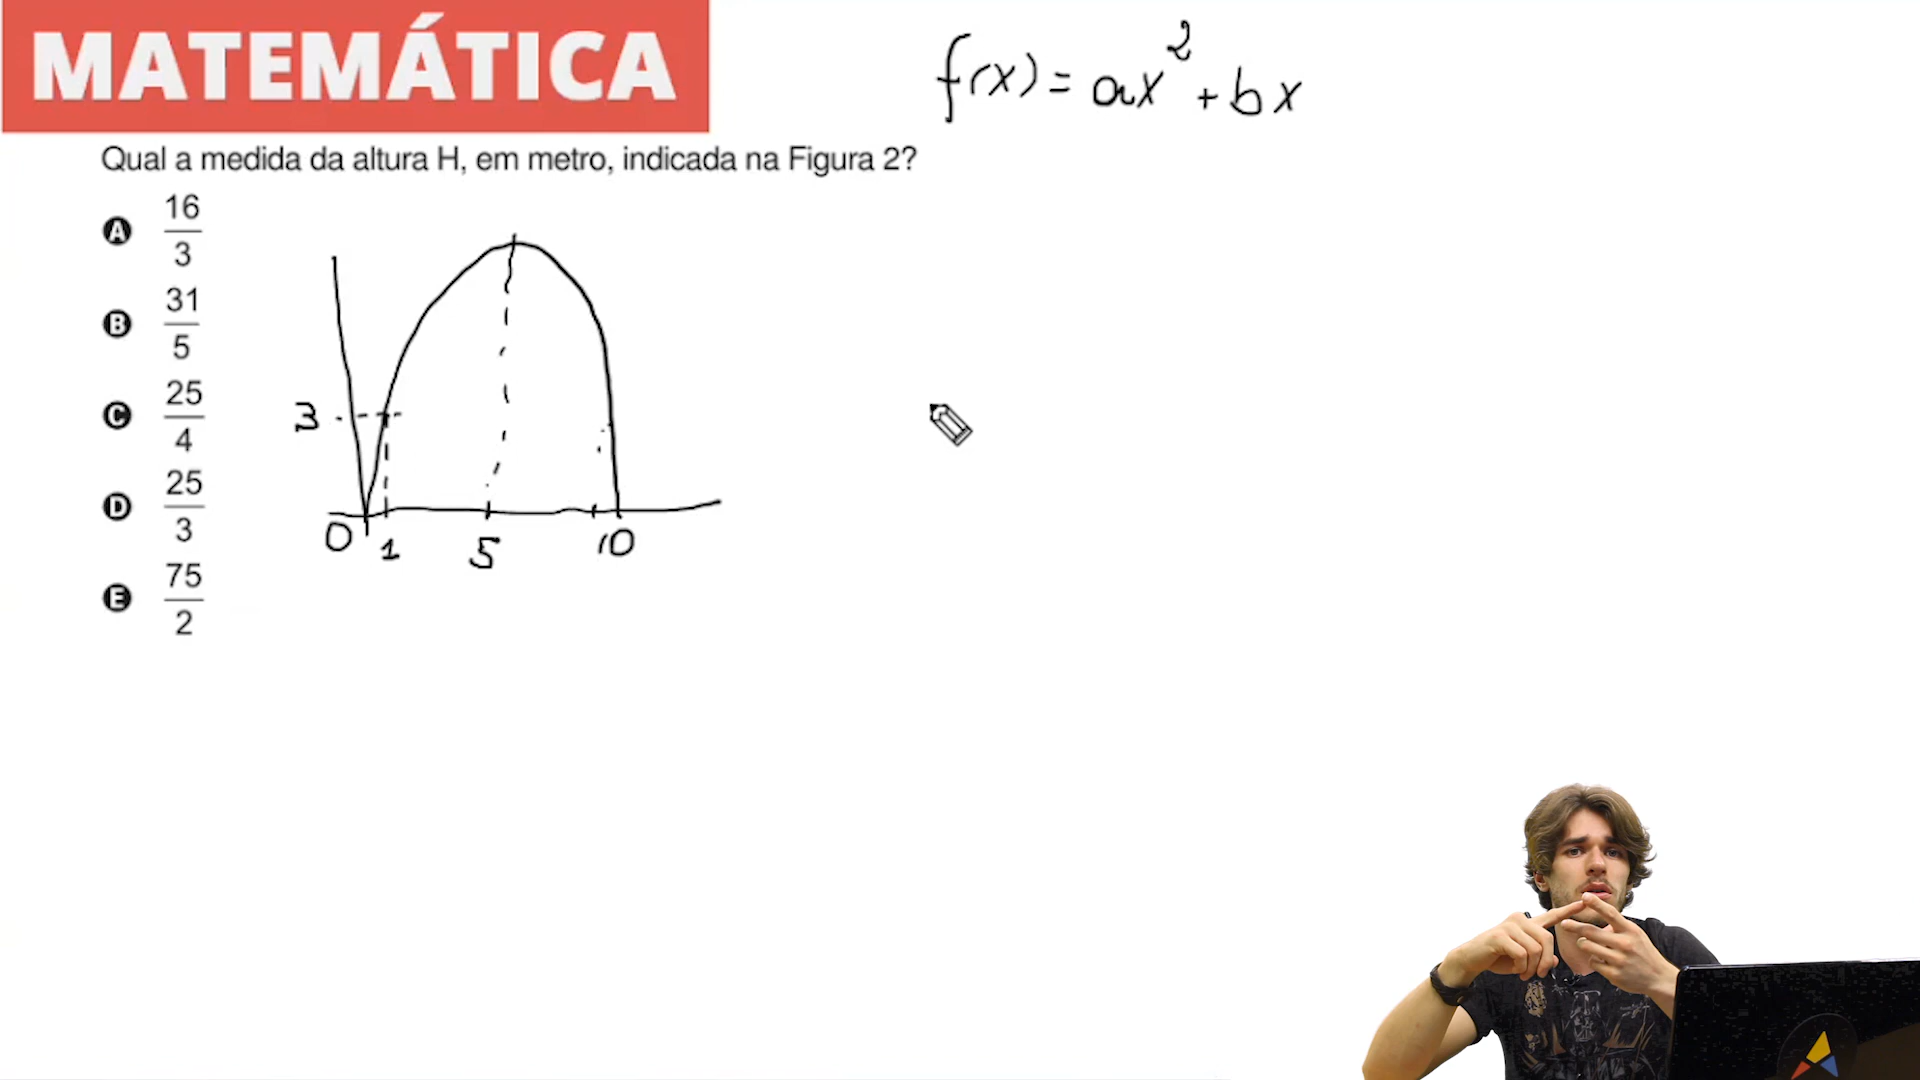 MATEMÁTICA
f(x) = ax² + bx
Qual a medida da altura H, em metro, indicada na Figura 2?
A 16/3
B 31/5
C 25/4
D 25/3
E 75/2
3
0 1 5 10